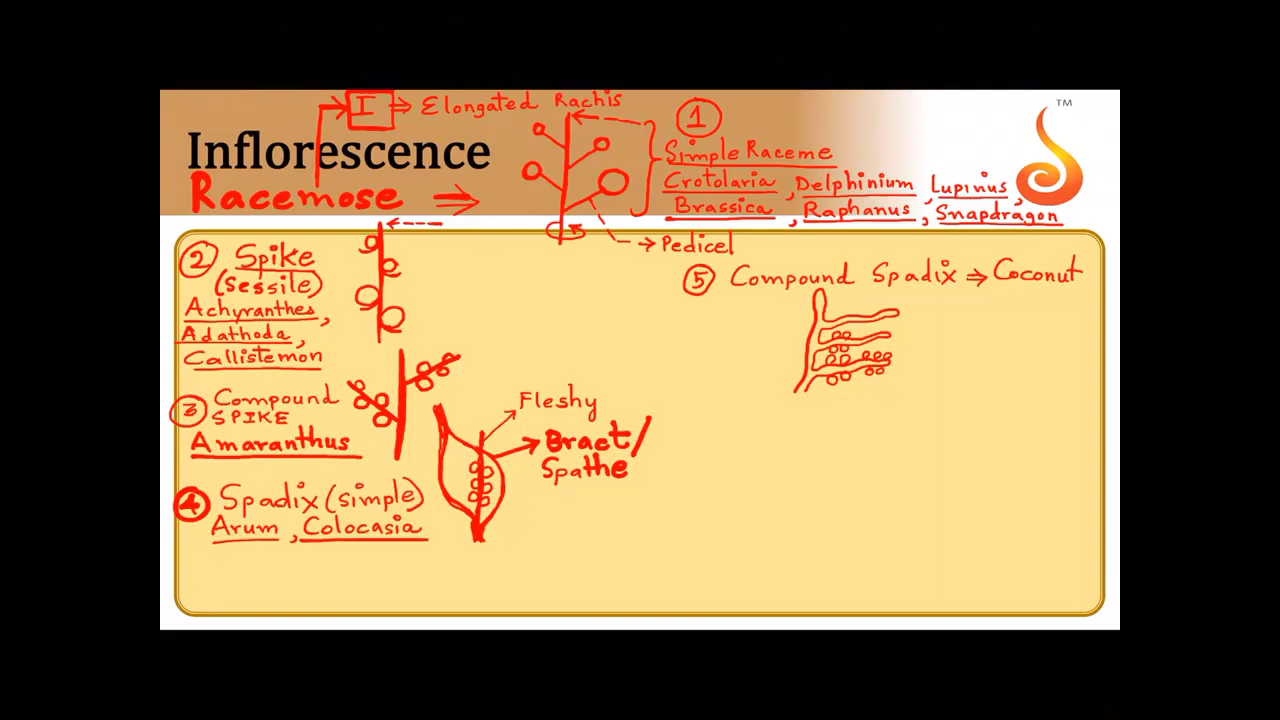 I ⇒ Elongated Rachis
TM
Inflorescence
Racemose ⇒
1
Simple Raceme
Crotolaria, Delphinium, Lupinus,
Brassica, Raphanus, Snapdragon
→ Pedicel
2 Spike
(sessile)
Achyranthes,
Adathoda,
Callistemon
3 Compound
SPIKE
Amaranthus
4 Spadix (simple)
Arum, Colocasia
Fleshy
Bract/
Spathe
5 Compound Spadix ⇒ Coconut